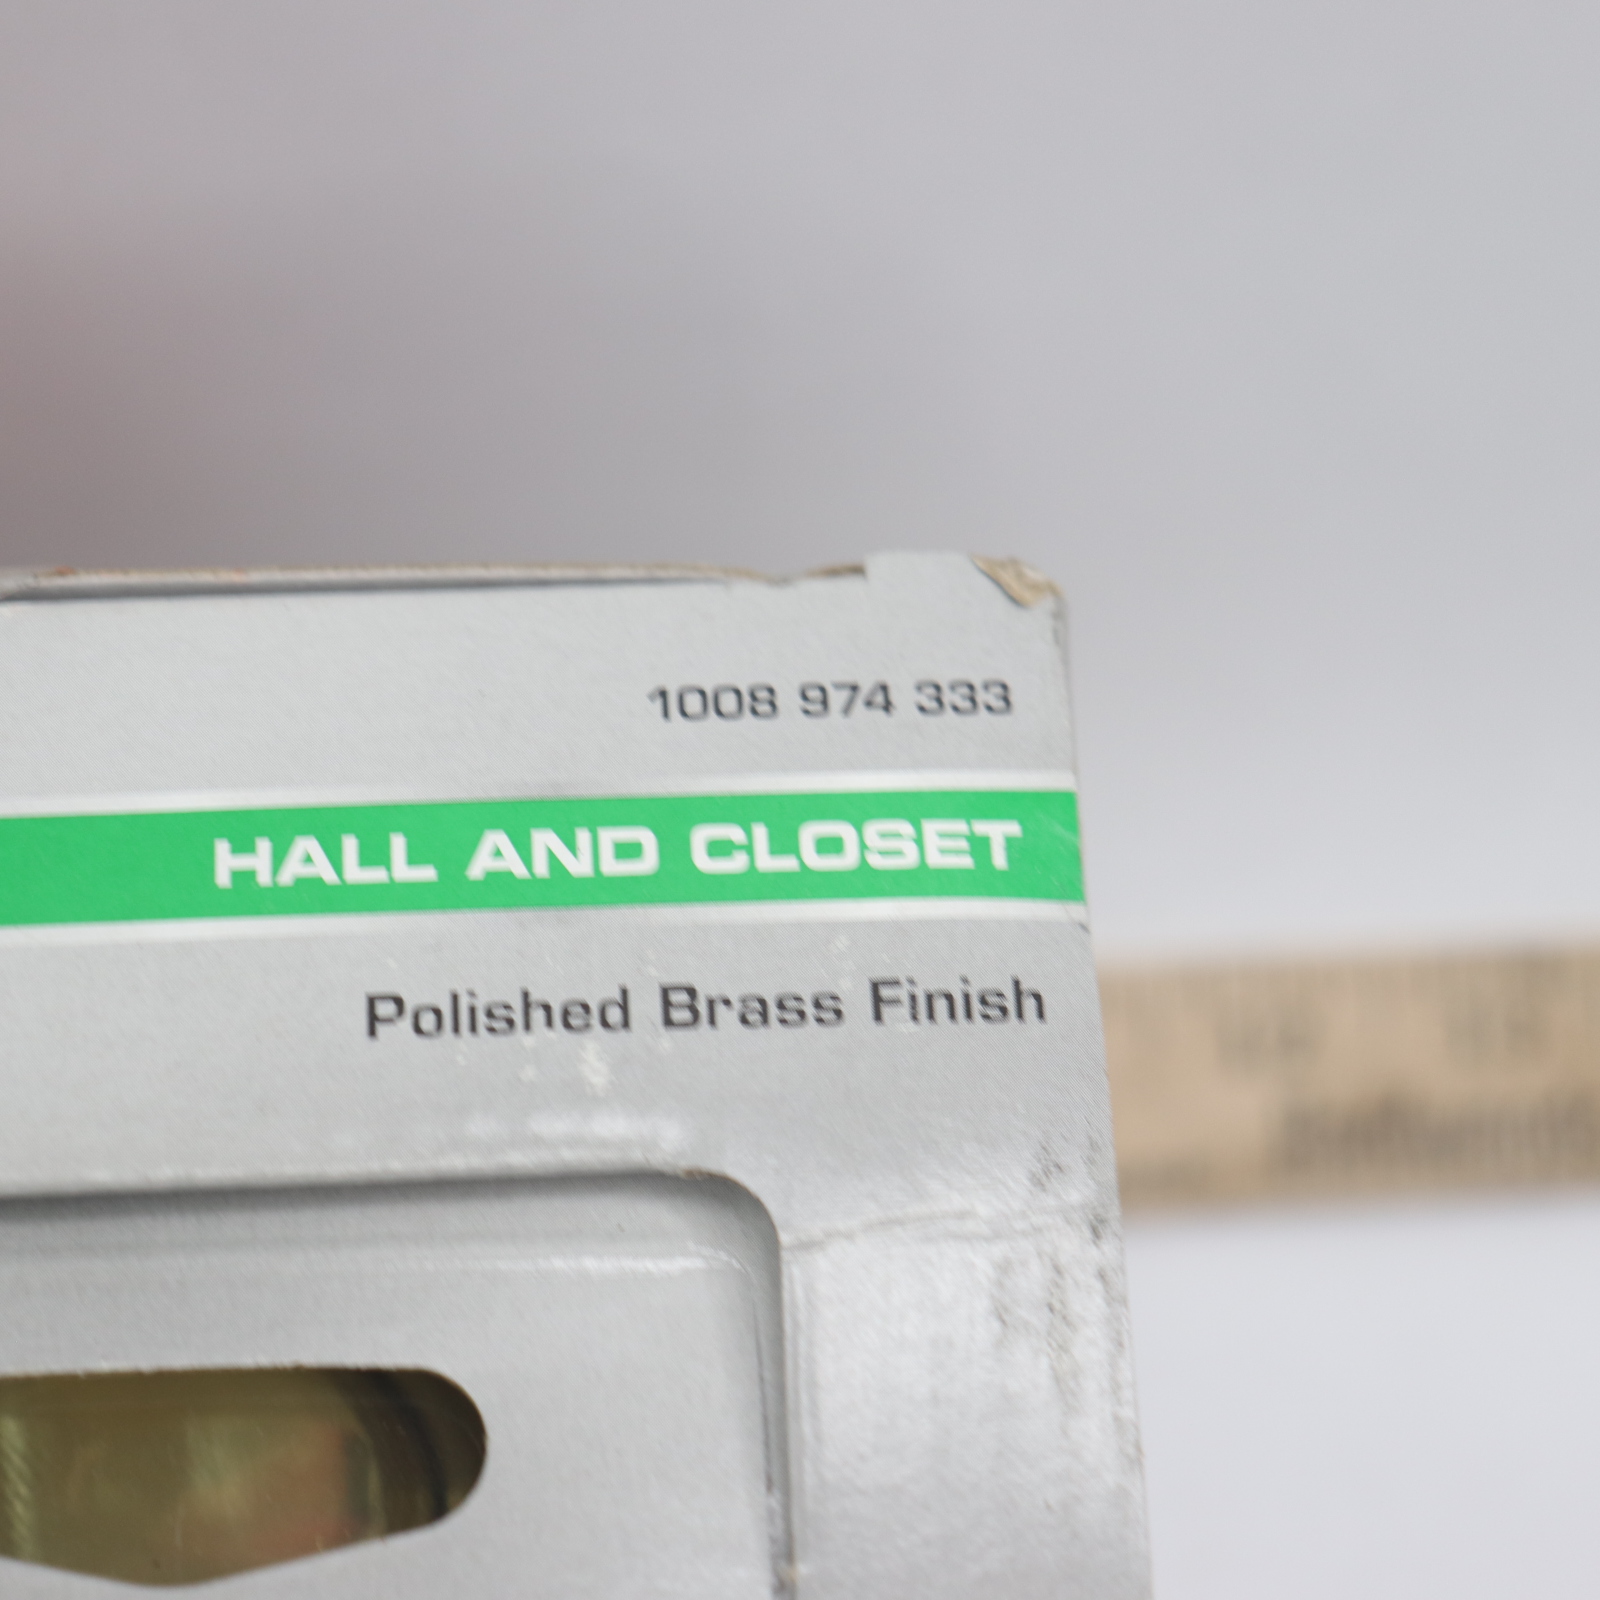 1008 974 333
HALL AND CLOSET
Polished Brass Finish